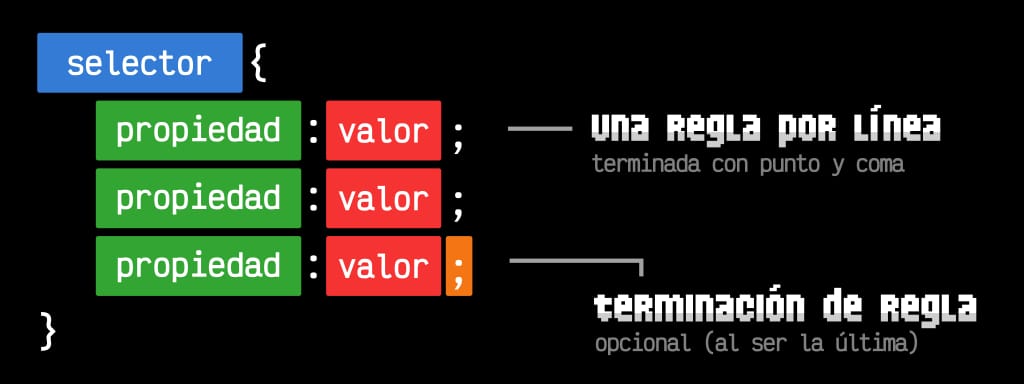 selector {
propiedad : valor ;
una regla por línea
terminada con punto y coma
propiedad : valor ;
propiedad : valor ;
terminación de regla
opcional (al ser la última)
}